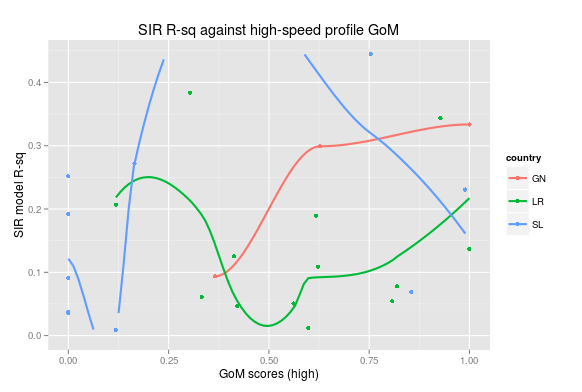 SIR R-sq against high-speed profile GoM
SIR model R-sq
0.4
0.3
0.2
0.1
0.0
0.00 0.25 0.50 0.75 1.00
GoM scores (high)
country
GN
LR
SL